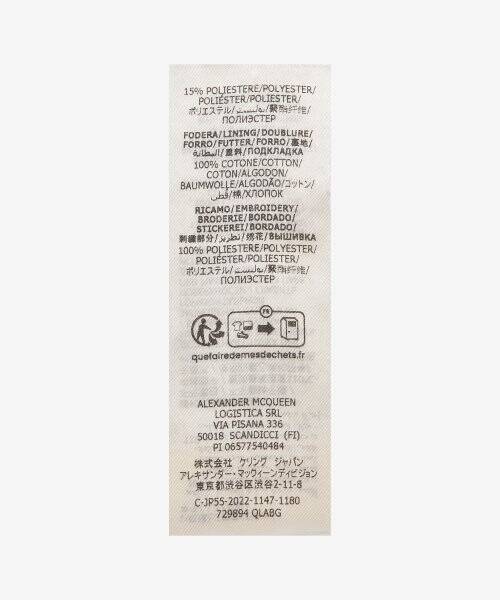 15% POLIESTERE/POLYESTER/
POLIÉSTER/POLIESTER/
ポリエステル/بوليستر/聚酯纤维/
ПОЛИЭСТЕР
FODERA/LINING/DOUBLURE/
FORRO/FUTTER/FORRO/裏地/
البطانة/里料/ПОДКЛАДКА
100% COTONE/COTTON/
COTON/ALGODON/
BAUMWOLLE/ALGODÃO/コットン/
قطن/棉/ХЛОПОК
RICAMO/EMBROIDERY/
BRODERIE/BORDADO/
STICKEREI/BORDADO/
刺繍部分/تطريز/绣花/ВЫШИВКА
100% POLIESTERE/POLYESTER/
POLIÉSTER/POLIESTER/
ポリエステル/بوليستر/聚酯纤维/
ПОЛИЭСТЕР
FR
quefairedemesdechets.fr
ALEXANDER MCQUEEN
LOGISTICA SRL
VIA PISANA 336
50018 SCANDICCI (FI)
PI 06577540484
株式会社 ケリング ジャパン
アレキサンダー・マックイーンディビジョン
東京都渋谷区渋谷2-11-8
C-JP55-2022-1147-1180
729894 QLABG